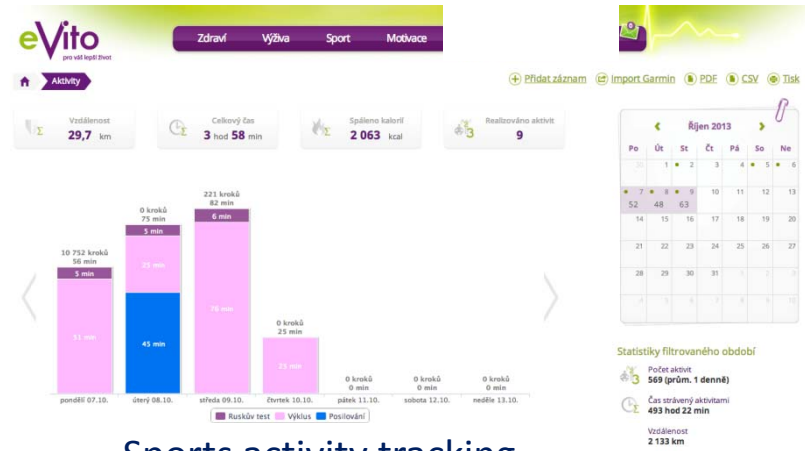 eVito
pro váš lepší život
Zdraví Výživa Sport Motivace
Aktivity
Přidat záznam Import Garmin PDF CSV Tisk
Vzdálenost
29,7 km
Celkový čas
3 hod 58 min
Spáleno kalorií
2 063 kcal
Realizováno aktivit
9
10 752 kroků
56 min
5 min
51 min
0 kroků
75 min
5 min
25 min
45 min
221 kroků
82 min
6 min
76 min
0 kroků
25 min
25 min
0 kroků
0 min
0 kroků
0 min
0 kroků
0 min
pondělí 07.10. úterý 08.10. středa 09.10. čtvrtek 10.10. pátek 11.10. sobota 12.10. neděle 13.10.
Ruskův test Výklus Posilování
Říjen 2013
Po Út St Čt Pá So Ne
30 1 2 3 4 5 6
7 8 9 10 11 12 13
52 48 63
14 15 16 17 18 19 20
21 22 23 24 25 26 27
28 29 30 31 1 2 3
4 5 6 7 8 9 10
Statistiky filtrovaného období
Počet aktivit
569 (prům. 1 denně)
Čas strávený aktivitami
493 hod 22 min
Vzdálenost
2 133 km
Sports activity tracking